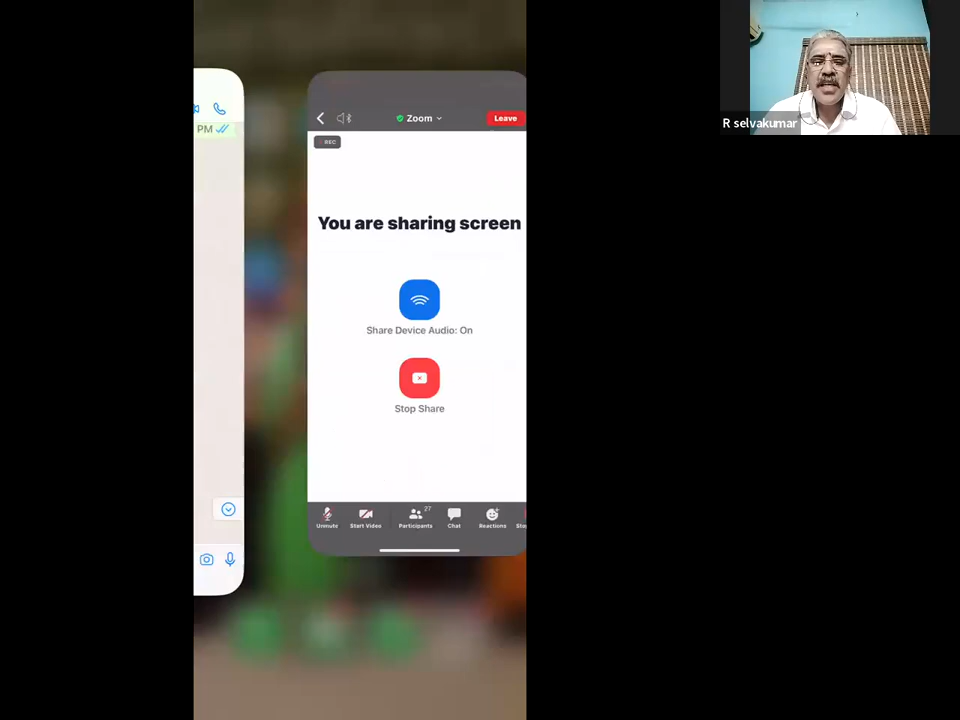 PM
Zoom
Leave
REC
You are sharing screen
Share Device Audio: On
Stop Share
27
Unmute
Start Video
Participants
Chat
Reactions
R selvakumar